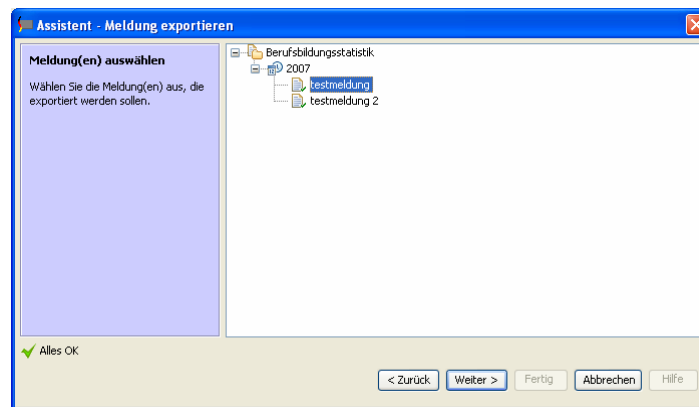 Assistent - Meldung exportieren
Meldung(en) auswählen
Wählen Sie die Meldung(en) aus, die
exportiert werden sollen.
Berufsbildungsstatistik
2007
testmeldung
testmeldung 2
Alles OK
< Zurück
Weiter >
Fertig
Abbrechen
Hilfe